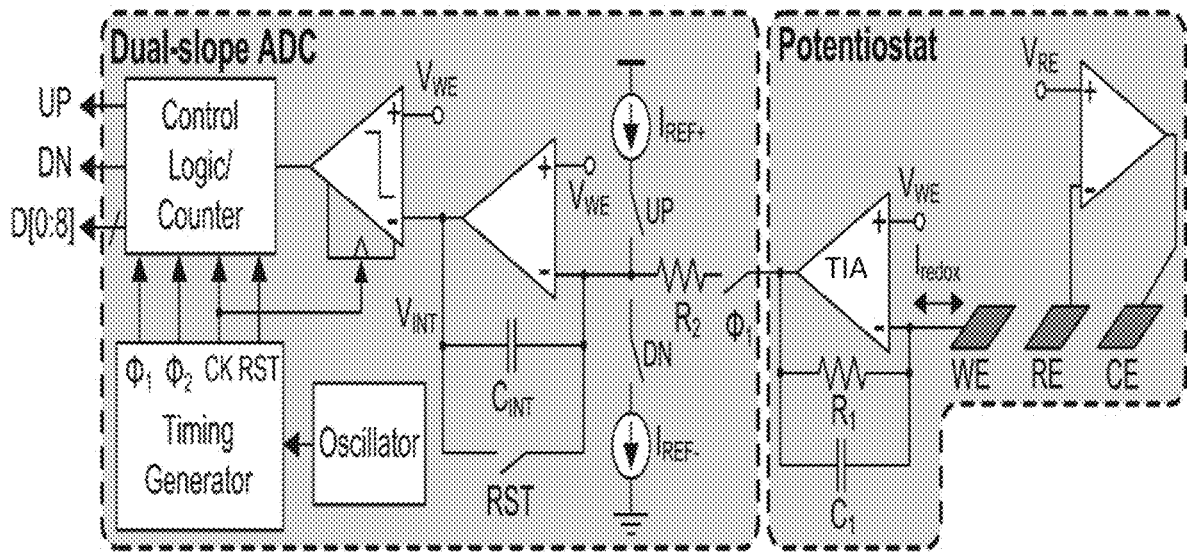 Dual-slope ADC
Potentiostat
UP
DN
D[0:8]
Control
Logic/
Counter
V_WE
V_WE
I_REF+
UP
V_RE
V_WE
TIA
I_redox
V_INT
C_INT
RST
R_2
Φ_1
DN
I_REF-
R_1
C_1
WE
RE
CE
Φ_1 Φ_2 CK RST
Timing
Generator
Oscillator
+
-
+
-
+
-
+
-